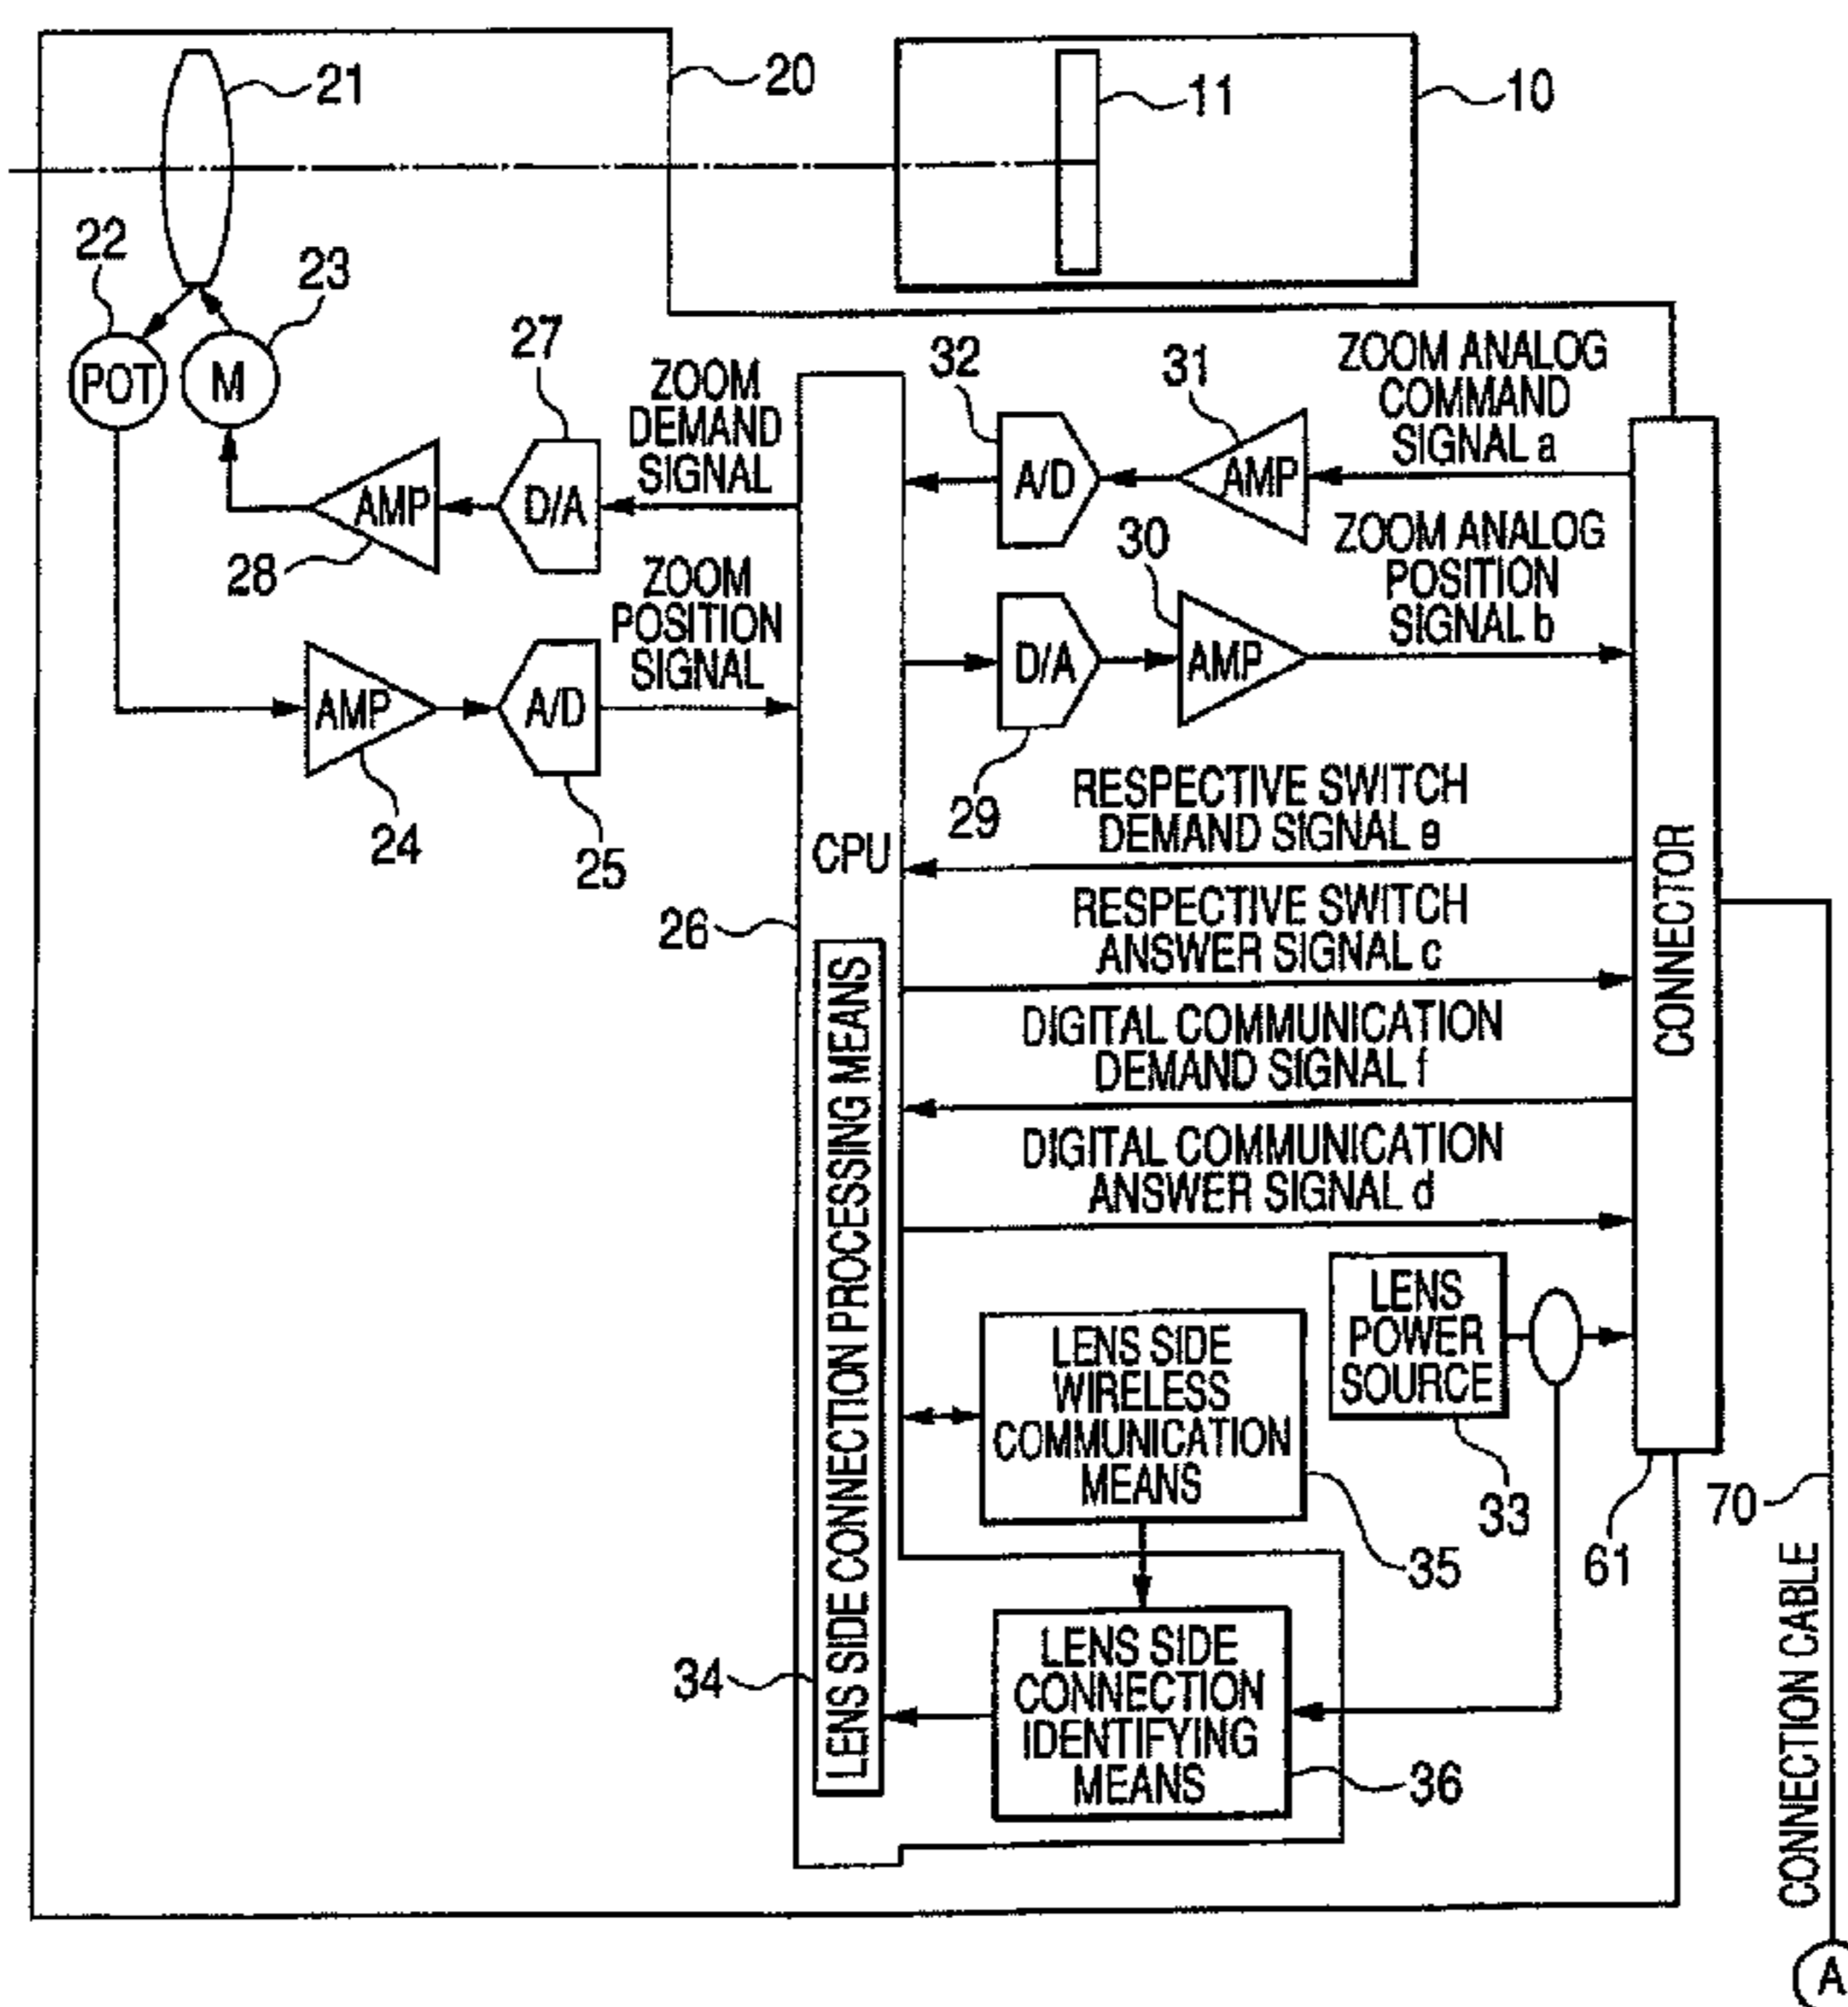 21
20
11
10
22
23
POT
M
27
ZOOM
DEMAND
SIGNAL
32
31
ZOOM ANALOG
COMMAND
SIGNAL a
AMP
D/A
A/D
AMP
28
ZOOM
POSITION
SIGNAL
30
ZOOM ANALOG
POSITION
SIGNAL b
AMP
A/D
D/A
AMP
24
25
29
RESPECTIVE SWITCH
DEMAND SIGNAL e
CPU
26
RESPECTIVE SWITCH
ANSWER SIGNAL c
CONNECTOR
DIGITAL COMMUNICATION
DEMAND SIGNAL f
DIGITAL COMMUNICATION
ANSWER SIGNAL d
LENS SIDE CONNECTION PROCESSING MEANS
LENS
POWER
SOURCE
LENS SIDE
WIRELESS
COMMUNICATION
MEANS
33
61
70
35
34
LENS SIDE
CONNECTION
IDENTIFYING
MEANS
36
CONNECTION CABLE
A